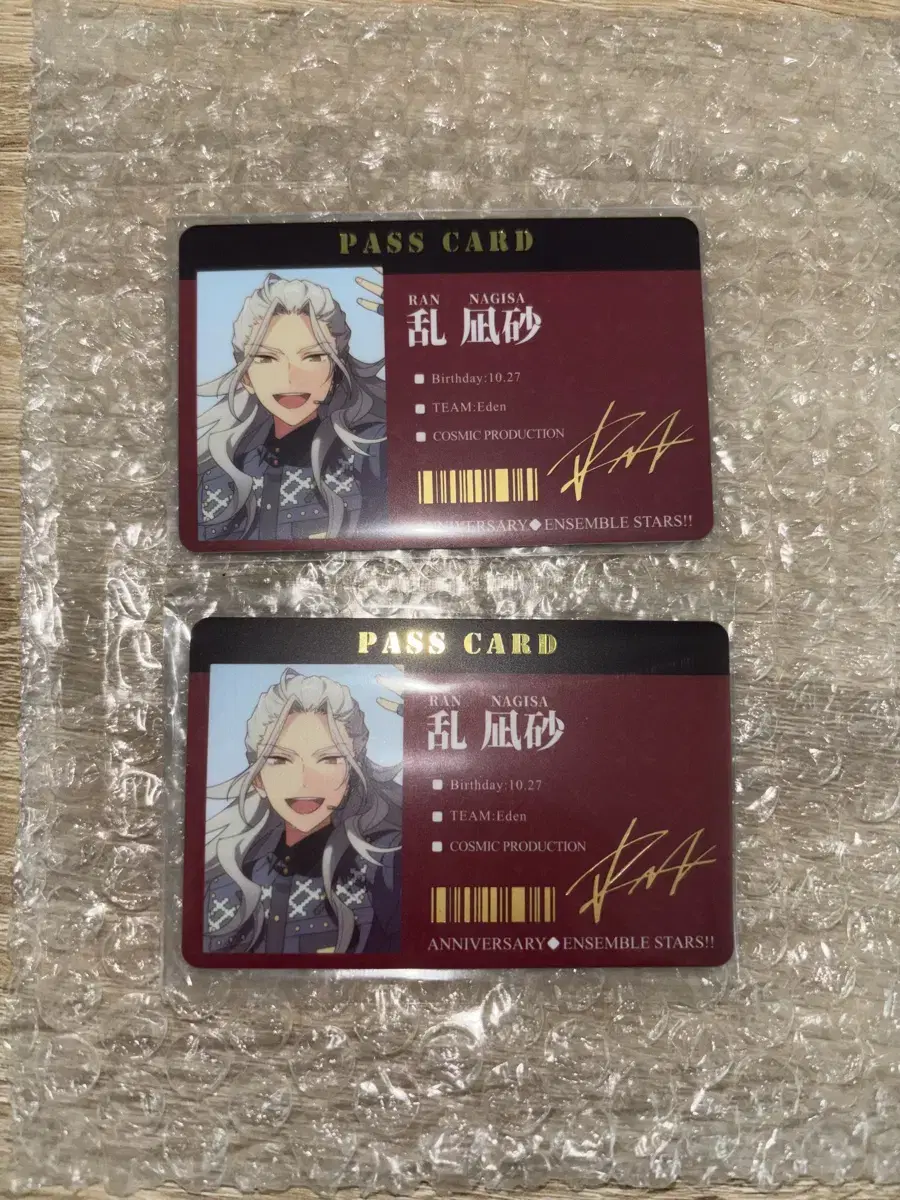 PASS CARD
RAN NAGISA
乱 凪砂
Birthday:10.27
TEAM:Eden
COSMIC PRODUCTION
ANNIVERSARY◆ENSEMBLE STARS!!
PASS CARD
RAN NAGISA
乱 凪砂
Birthday:10.27
TEAM:Eden
COSMIC PRODUCTION
ANNIVERSARY◆ENSEMBLE STARS!!